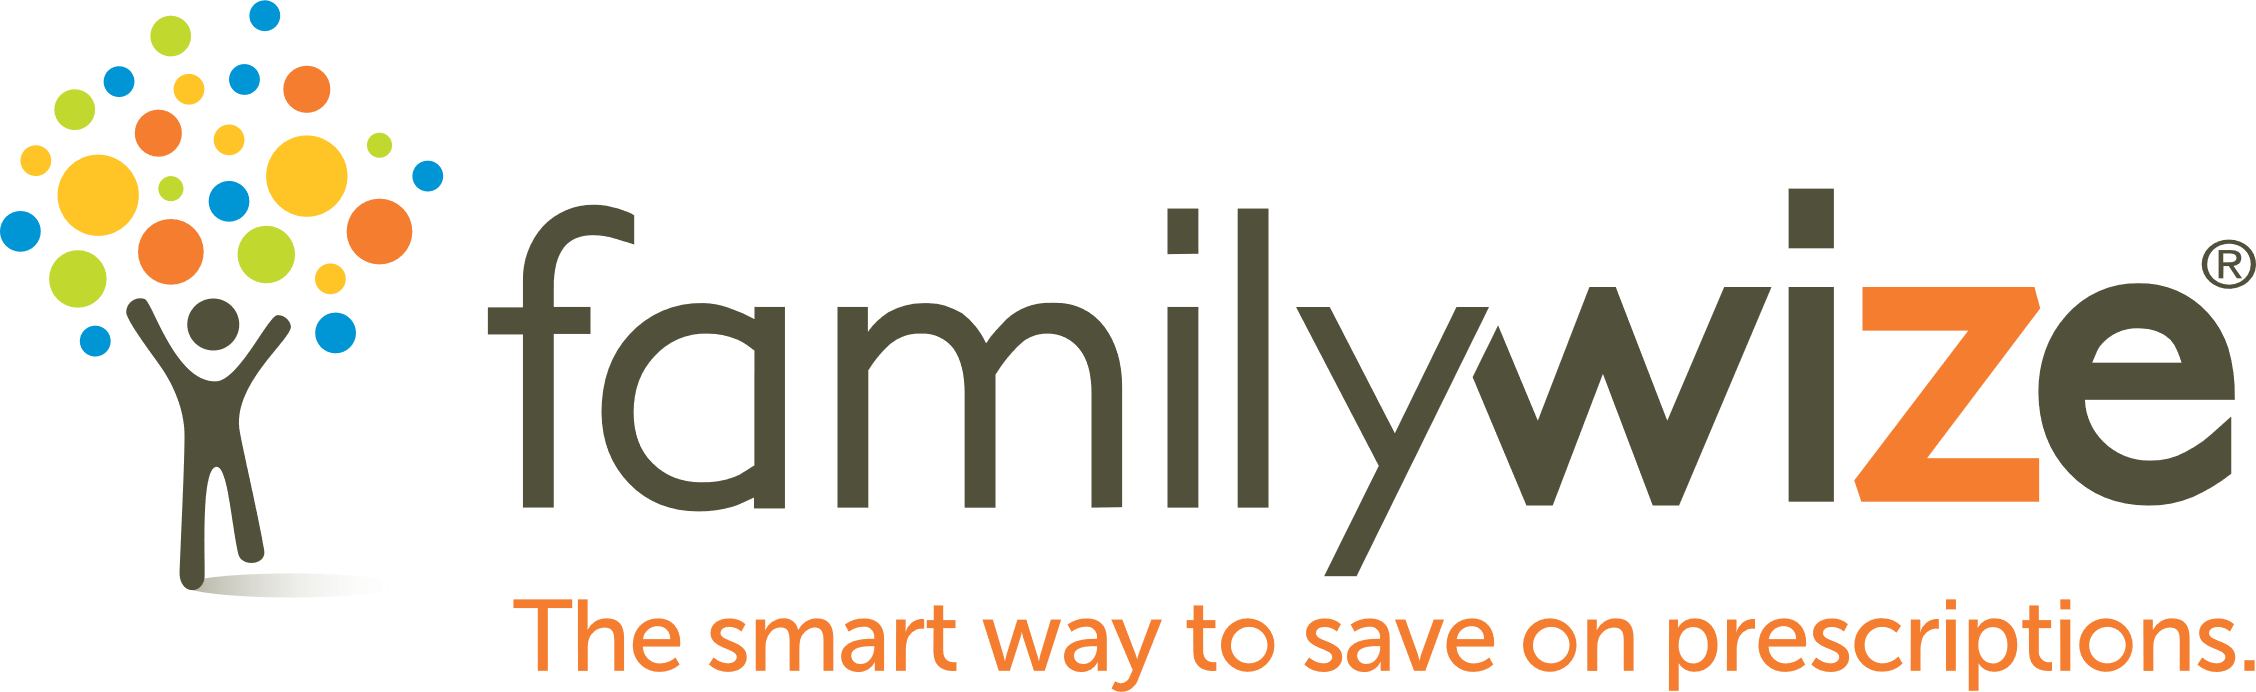 familywize®
The smart way to save on prescriptions.